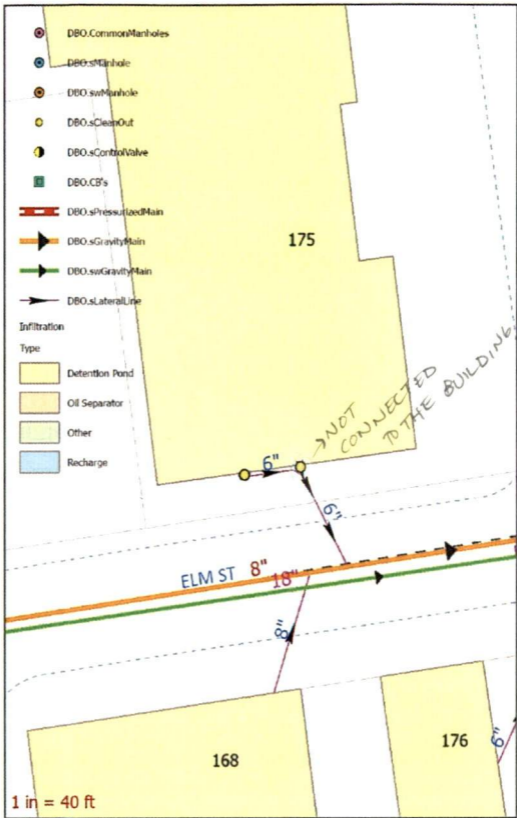 DBO.CommonManholes
DBO.sManhole
DBO.swManhole
DBO.sCleanOut
DBO.sControlValve
DBO.CB's
DBO.sPressurizedMain
DBO.sGravityMain
DBO.swGravityMain
DBO.sLateralLine
Infiltration
Type
Detention Pond
Oil Separator
Other
Recharge
175
NOT
CONNECTED
TO THE BUILDING
6"
6"
ELM ST
8"
18"
8"
168
176
6"
1 in = 40 ft